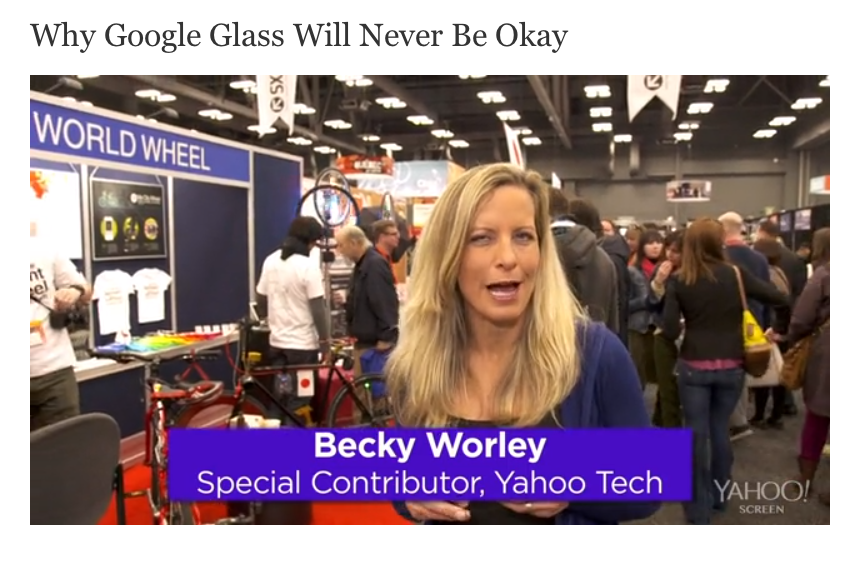 Why Google Glass Will Never Be Okay
WORLD WHEEL
SX
Becky Worley
Special Contributor, Yahoo Tech
YAHOO!
SCREEN